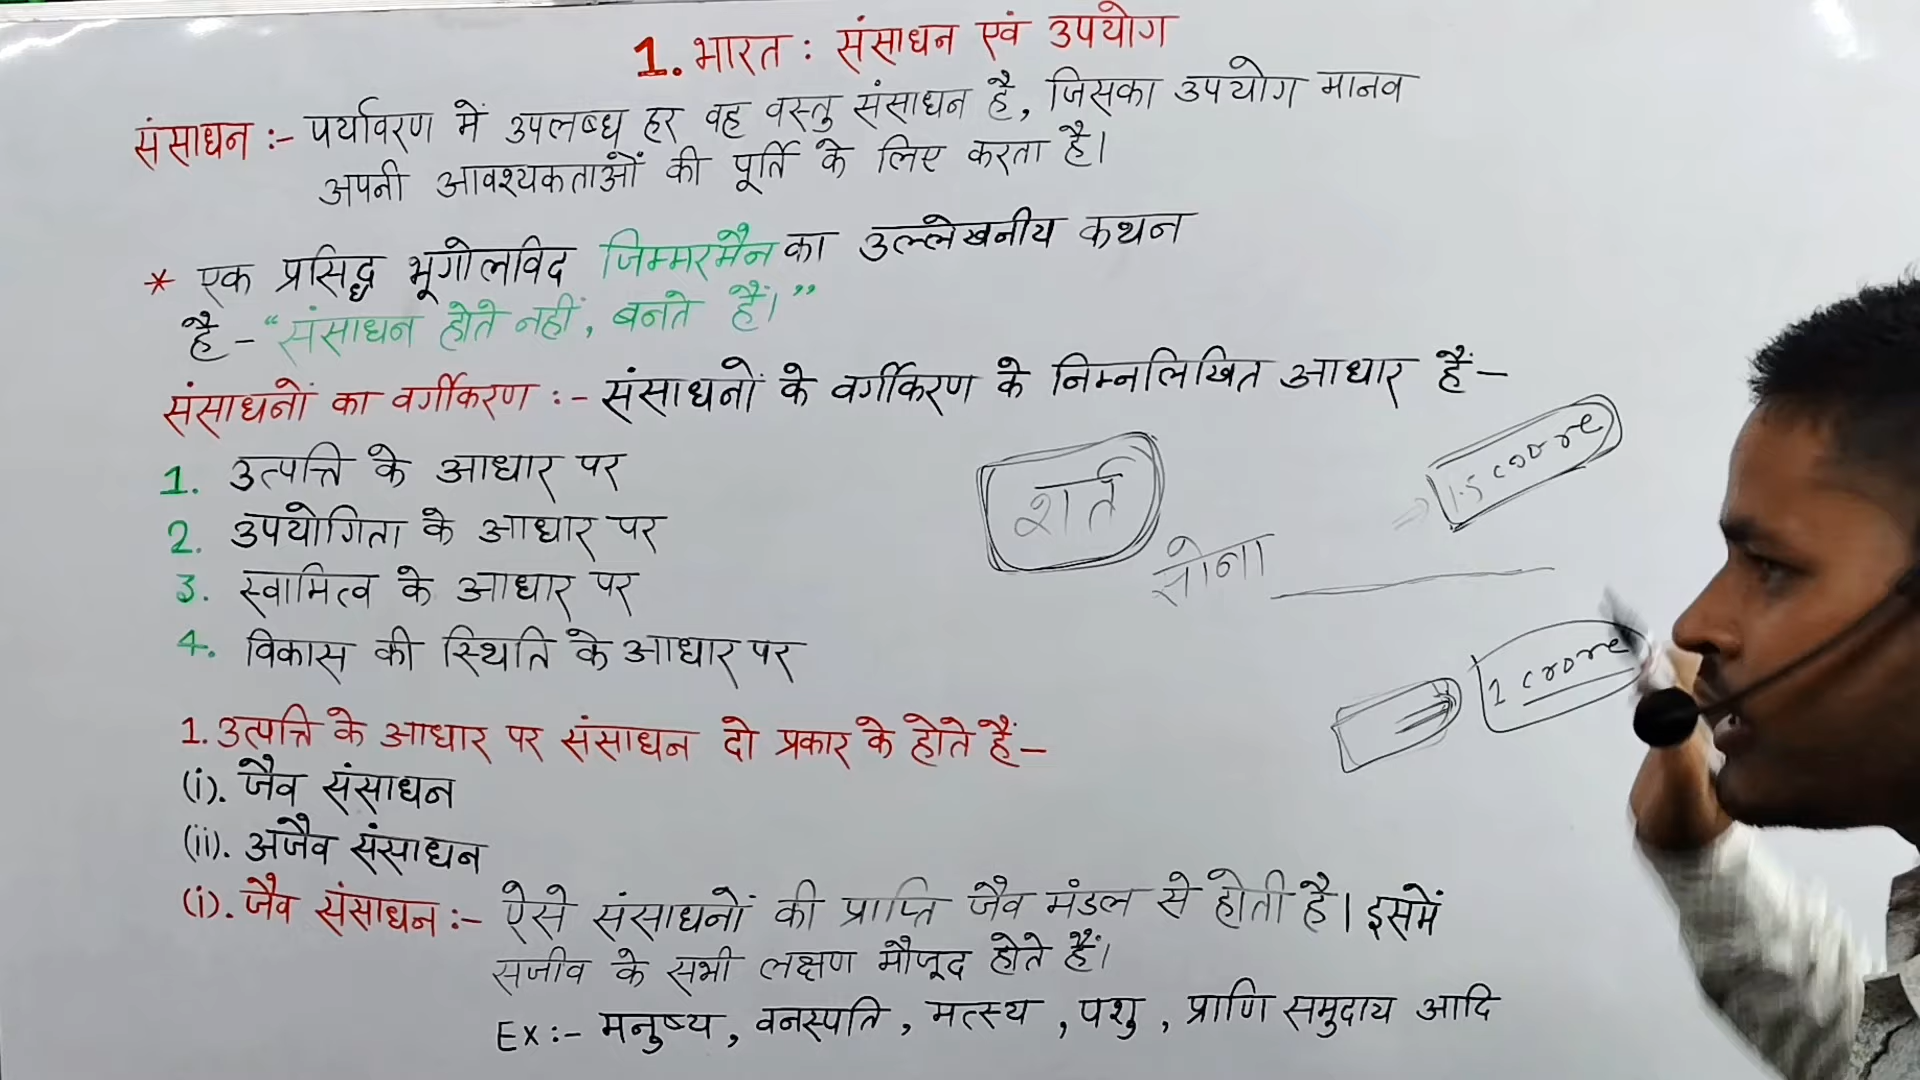 1. भारत : संसाधन एवं उपयोग
संसाधन :- पर्यावरण में उपलब्ध हर वह वस्तु संसाधन है, जिसका उपयोग मानव
अपनी आवश्यकताओं की पूर्ति के लिए करता है।
* एक प्रसिद्ध भूगोलविद जिम्मरमैन का उल्लेखनीय कथन
है - “संसाधन होते नहीं, बनते हैं।”
संसाधनों का वर्गीकरण :- संसाधनों के वर्गीकरण के निम्नलिखित आधार हैं -
1. उत्पत्ति के आधार पर
2. उपयोगिता के आधार पर
3. स्वामित्व के आधार पर
4. विकास की स्थिति के आधार पर
शर्त
सोना
1.5 crore
1 crore
1. उत्पत्ति के आधार पर संसाधन दो प्रकार के होते हैं -
(i). जैव संसाधन
(ii). अजैव संसाधन
(i). जैव संसाधन :- ऐसे संसाधनों की प्राप्ति जैव मंडल से होती है। इसमें
सजीव के सभी लक्षण मौजूद होते हैं।
Ex :- मनुष्य, वनस्पति, मत्स्य, पशु, प्राणि समुदाय आदि